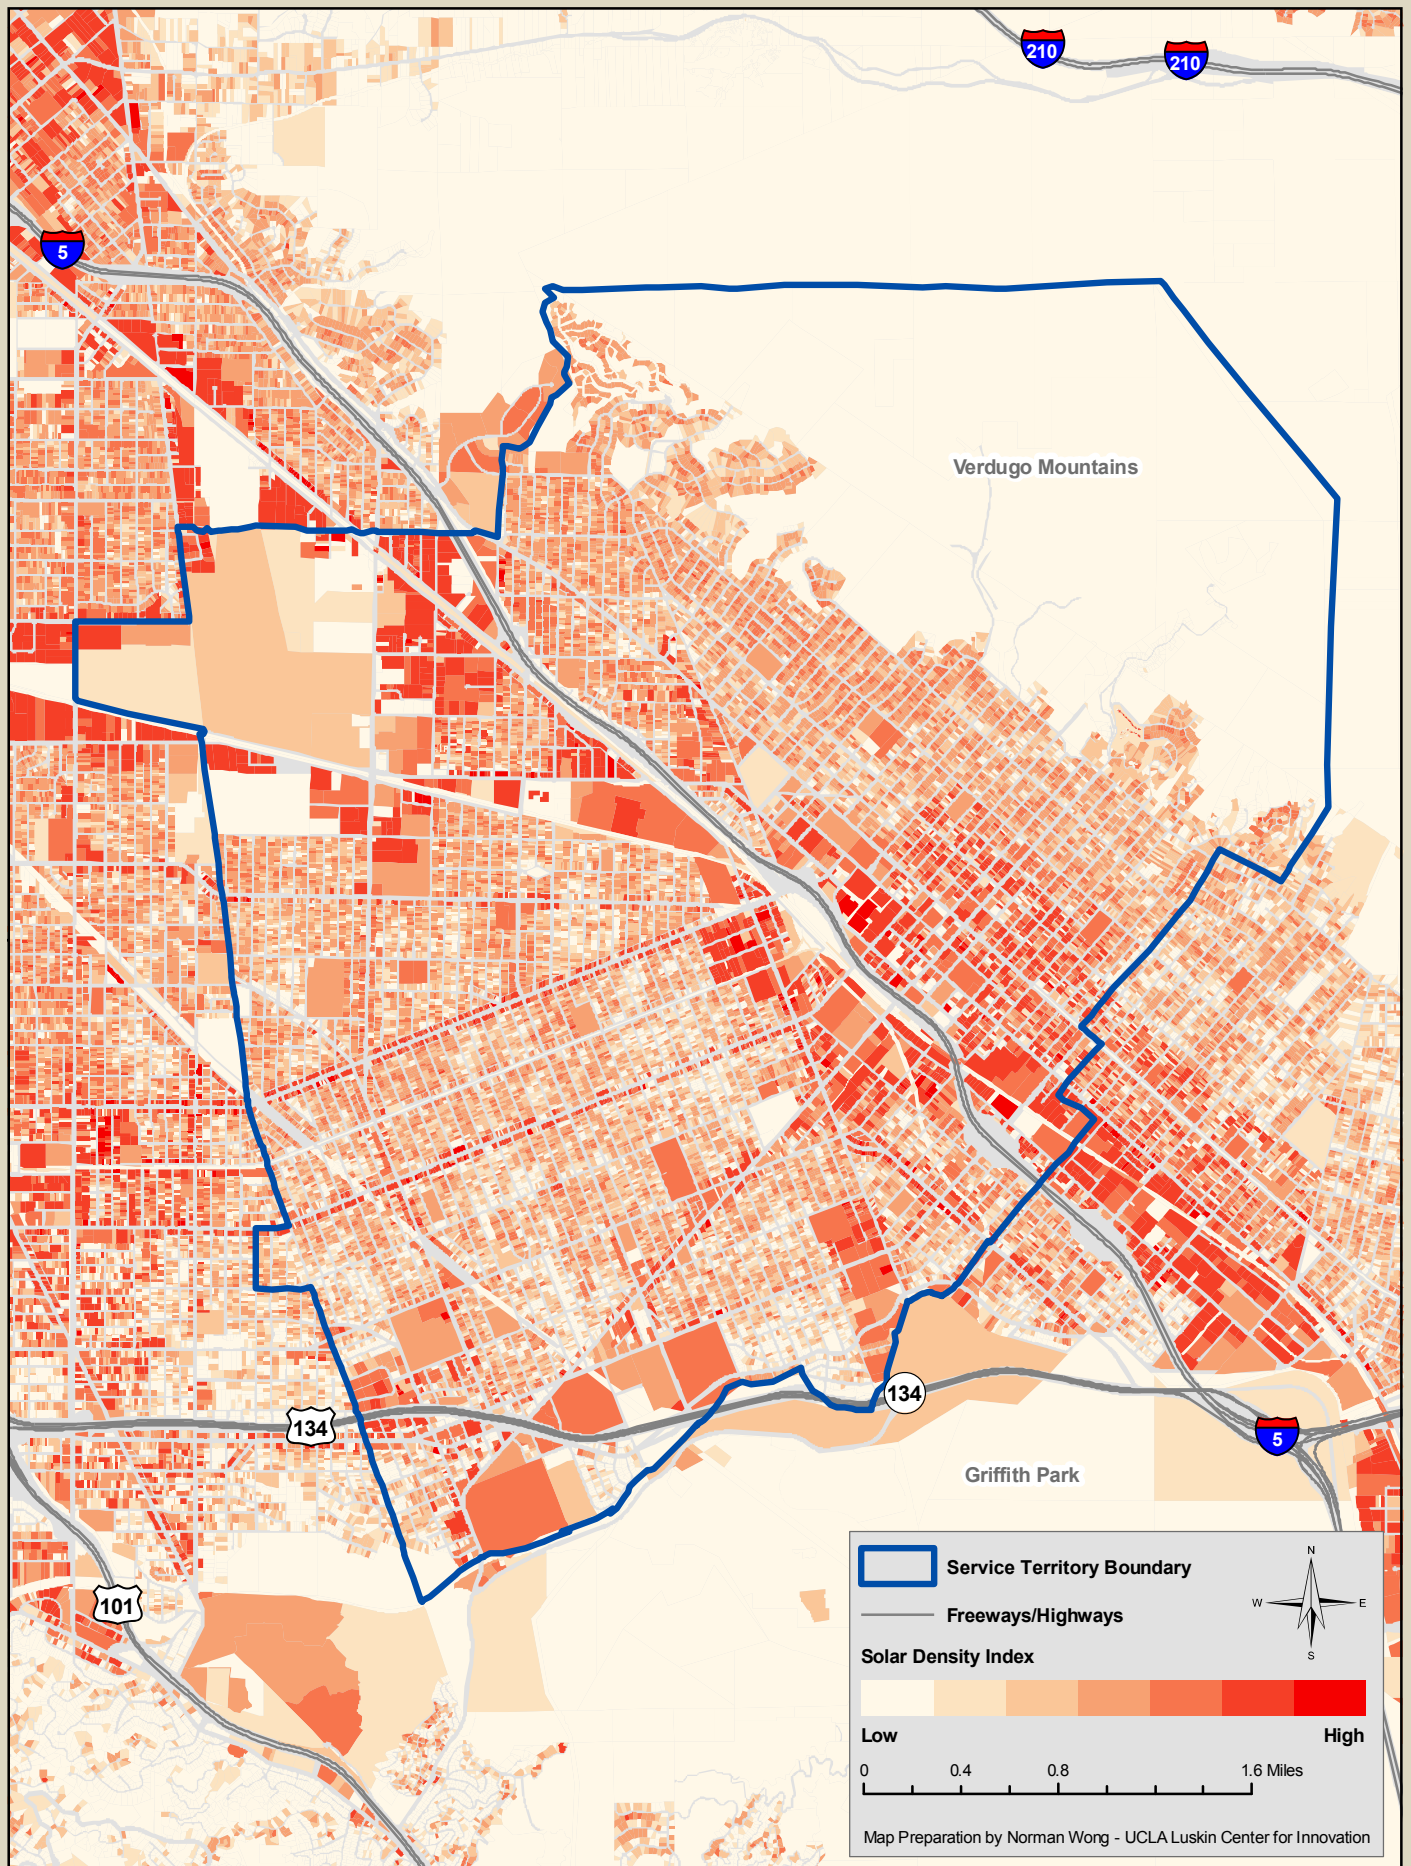 210
210
5
Verdugo Mountains
134
134
5
Griffith Park
101
Service Territory Boundary
Freeways/Highways
N
W E
S
Solar Density Index
Low High
0 0.4 0.8 1.6 Miles
Map Preparation by Norman Wong - UCLA Luskin Center for Innovation